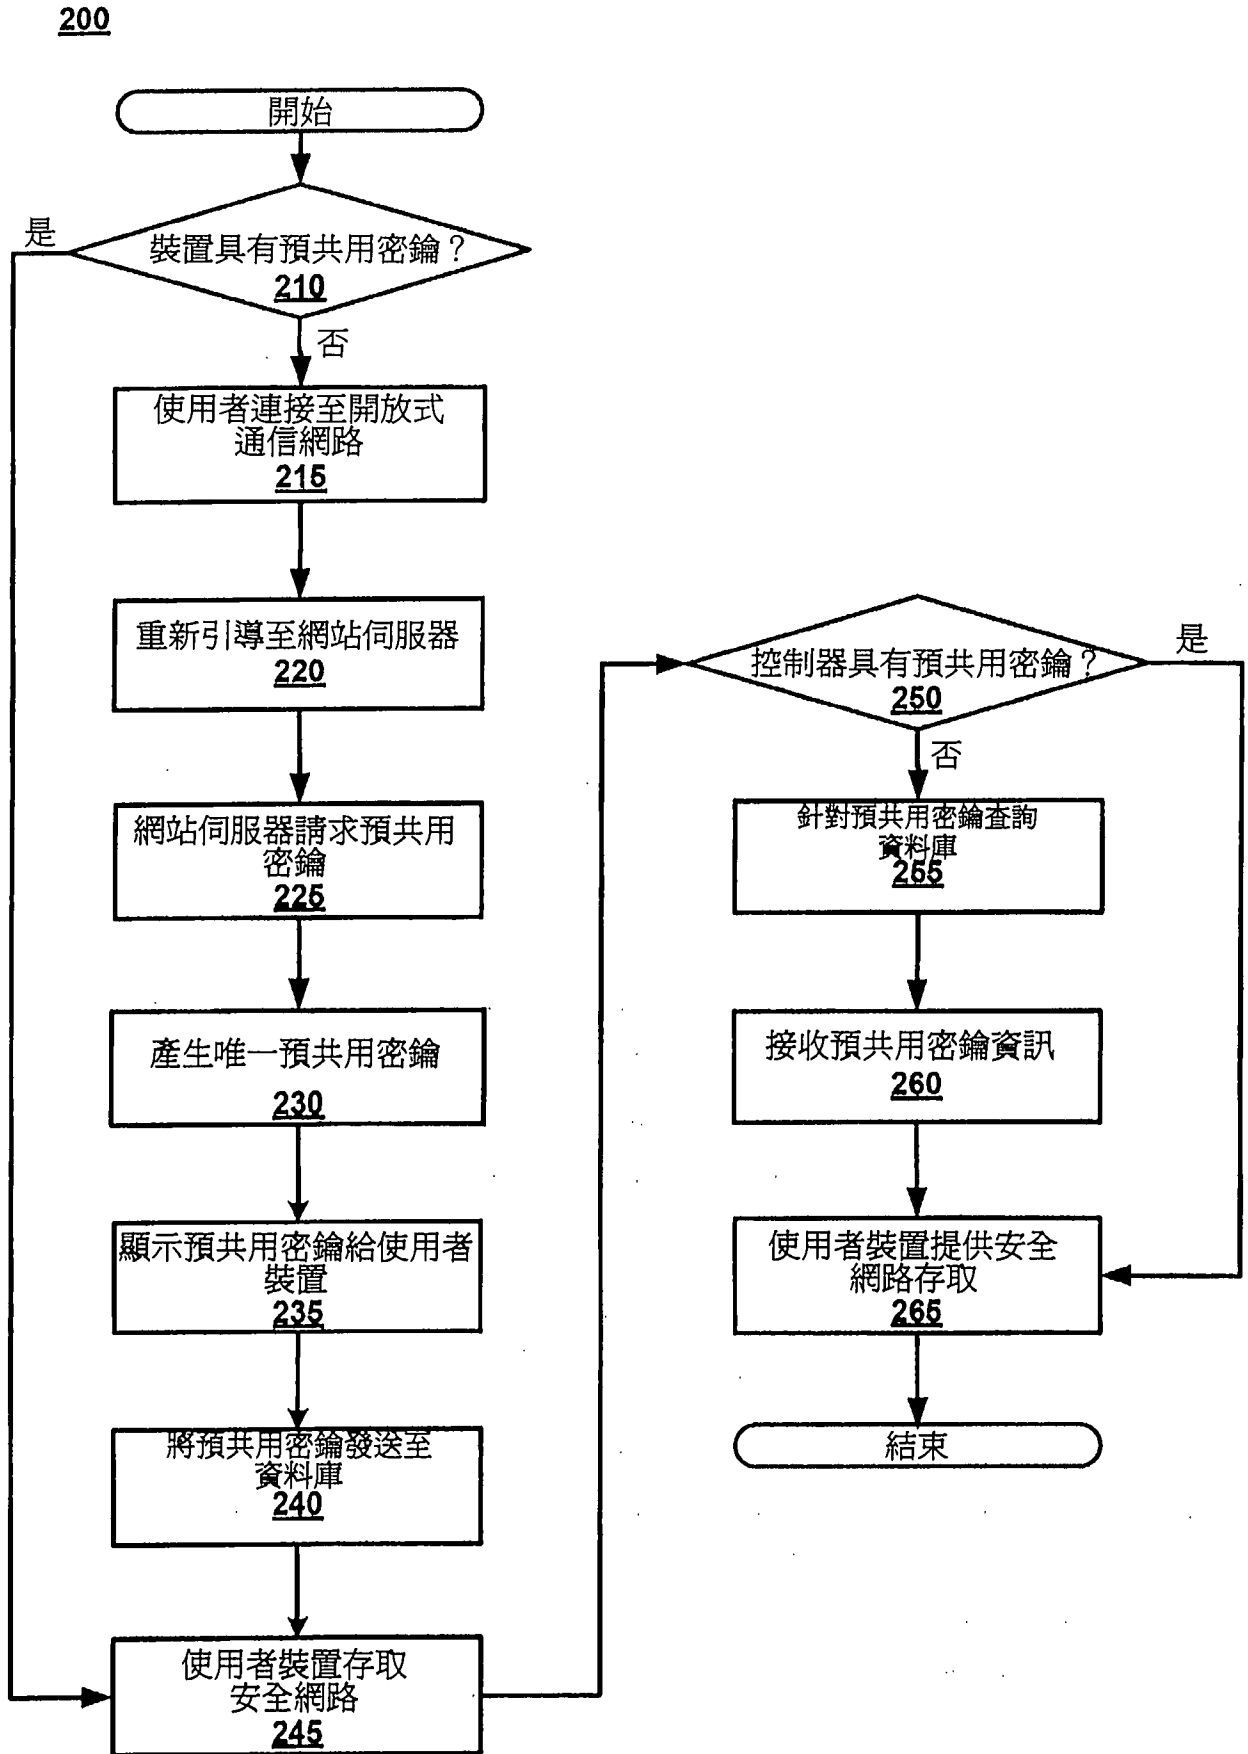 200
開始
是
裝置具有預共用密鑰？
210
否
使用者連接至開放式
通信網路
215
重新引導至網站伺服器
220
網站伺服器請求預共用
密鑰
225
產生唯一預共用密鑰
230
顯示預共用密鑰給使用者
裝置
235
將預共用密鑰發送至
資料庫
240
使用者裝置存取
安全網路
245
控制器具有預共用密鑰？
250
是
否
針對預共用密鑰查詢
資料庫
255
接收預共用密鑰資訊
260
使用者裝置提供安全
網路存取
265
結束